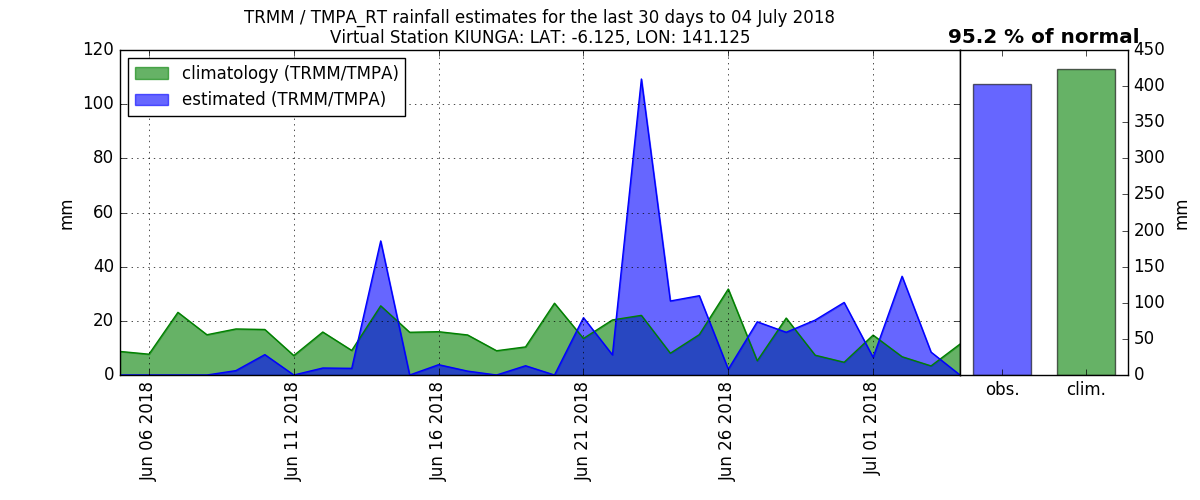 TRMM / TMPA_RT rainfall estimates for the last 30 days to 04 July 2018
Virtual Station KIUNGA: LAT: -6.125, LON: 141.125
95.2 % of normal
climatology (TRMM/TMPA)
estimated (TRMM/TMPA)
mm
120
100
80
60
40
20
0
Jun 06 2018
Jun 11 2018
Jun 16 2018
Jun 21 2018
Jun 26 2018
Jul 01 2018
450
400
350
300
250
200
150
100
50
0
mm
obs.
clim.